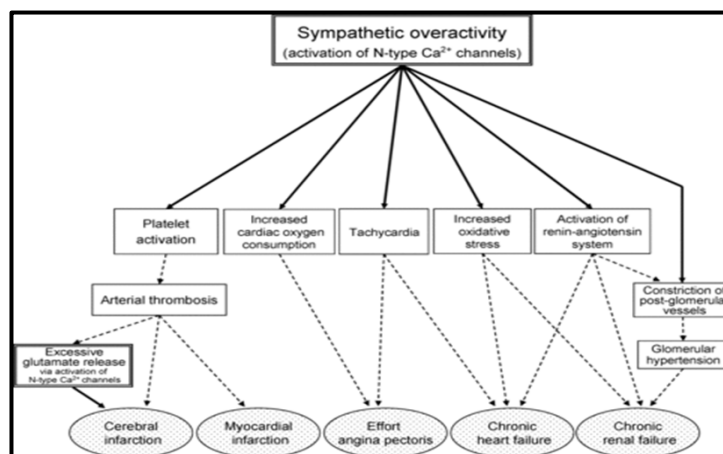 Sympathetic overactivity
(activation of N-type Ca²⁺ channels)
Platelet
activation
Increased
cardiac oxygen
consumption
Tachycardia
Increased
oxidative
stress
Activation of
renin-angiotensin
system
Arterial thrombosis
Constriction of
post-glomerular
vessels
Excessive
glutamate release
via activation of
N-type Ca²⁺ channels
Glomerular
hypertension
Cerebral
infarction
Myocardial
infarction
Effort
angina pectoris
Chronic
heart failure
Chronic
renal failure